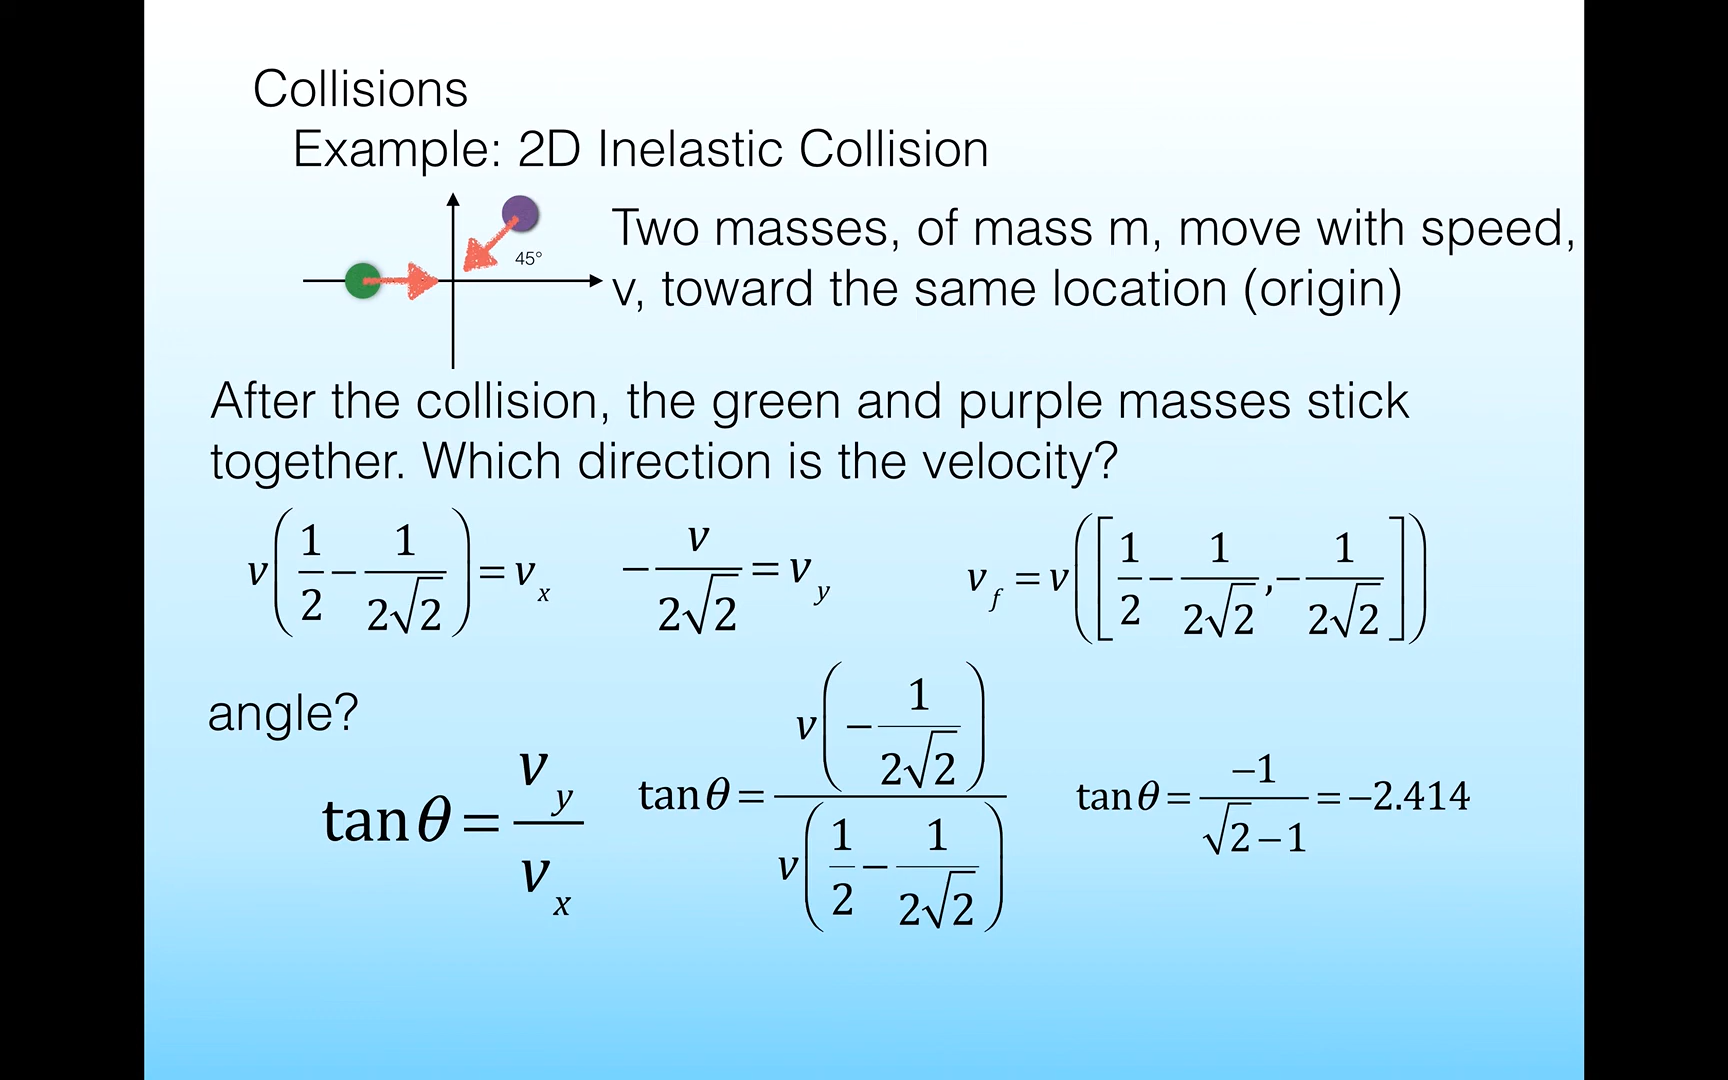 Collisions
Example: 2D Inelastic Collision
45°
Two masses, of mass m, move with speed,
v, toward the same location (origin)
After the collision, the green and purple masses stick
together. Which direction is the velocity?
v(1/2 − 1/(2√2)) = v_x
−v/(2√2) = v_y
v_f = v([1/2 − 1/(2√2), −1/(2√2)])
angle?
tanθ = v_y/v_x
tanθ = v(−1/(2√2)) / v(1/2 − 1/(2√2))
tanθ = −1/(√2−1) = −2.414